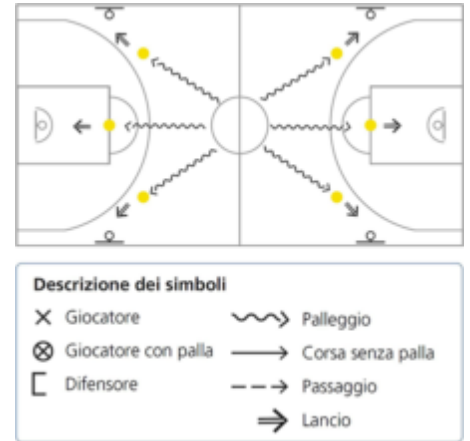 Descrizione dei simboli
Giocatore
Palleggio
Giocatore con palla
Corsa senza palla
Difensore
Passaggio
Lancio